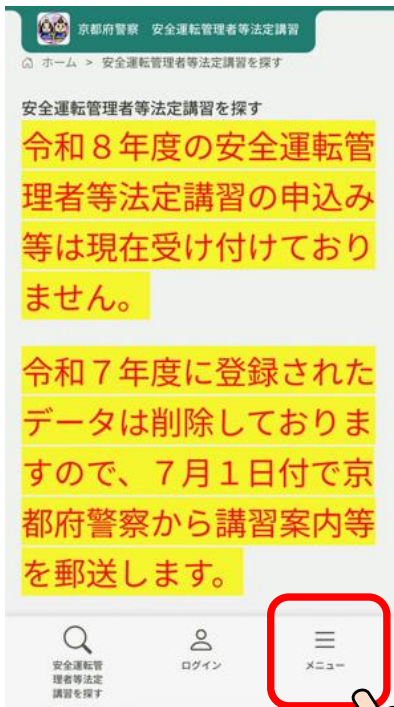 京都府警察　安全運転管理者等法定講習
ホーム > 安全運転管理者等法定講習を探す
安全運転管理者等法定講習を探す
令和８年度の安全運転管
理者等法定講習の申込み
等は現在受け付けており
ません。
令和７年度に登録された
データは削除しておりま
すので、７月１日付で京
都府警察から講習案内等
を郵送します。
安全運転管
理者等法定
講習を探す
ログイン
メニュー